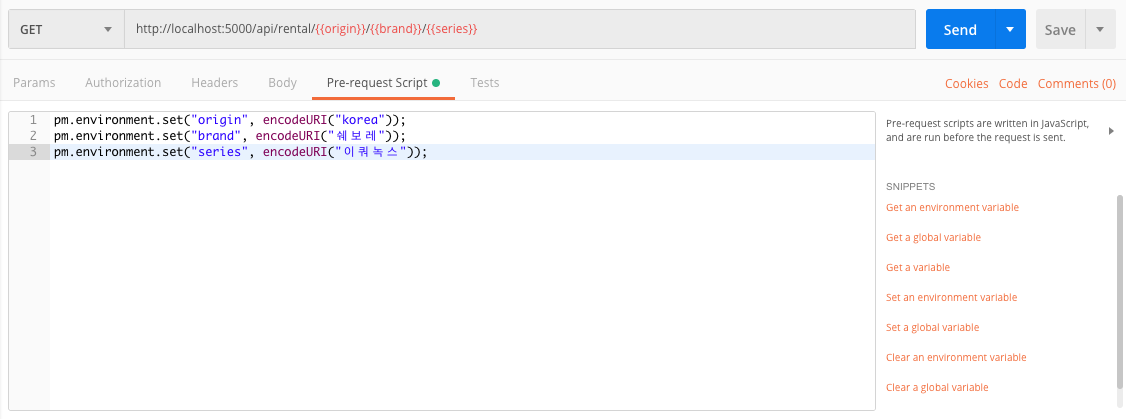 GET http://localhost:5000/api/rental/{{origin}}/{{brand}}/{{series}} Send Save
Params Authorization Headers Body Pre-request Script Tests Cookies Code Comments (0)
1 pm.environment.set("origin", encodeURI("korea"));
2 pm.environment.set("brand", encodeURI("쉐보레"));
3 pm.environment.set("series", encodeURI("이쿼녹스"));
Pre-request scripts are written in JavaScript,
and are run before the request is sent.
SNIPPETS
Get an environment variable
Get a global variable
Get a variable
Set an environment variable
Set a global variable
Clear an environment variable
Clear a global variable